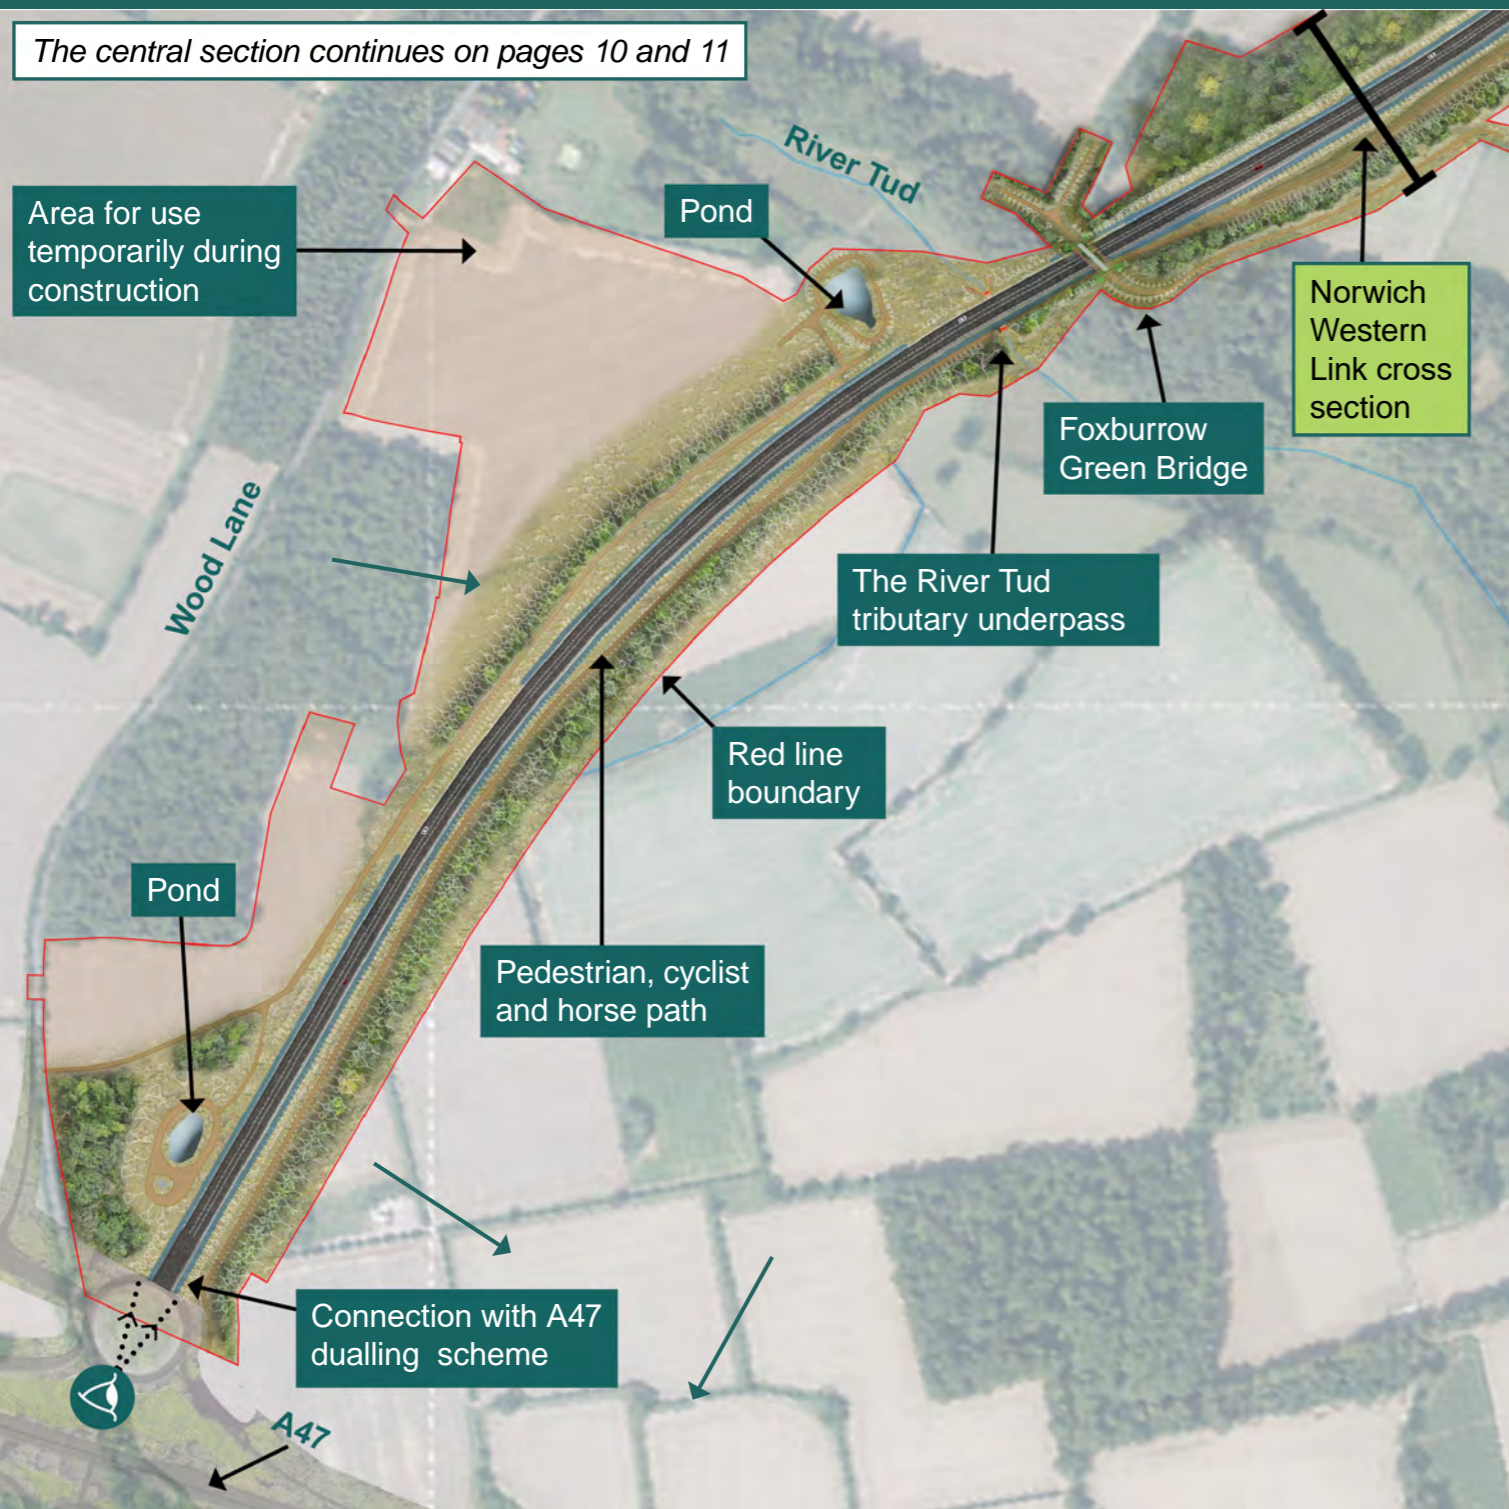 The central section continues on pages 10 and 11
River Tud
Area for use
temporarily during
construction
Pond
Norwich
Western
Link cross
section
Foxburrow
Green Bridge
Wood Lane
The River Tud
tributary underpass
Red line
boundary
Pond
Pedestrian, cyclist
and horse path
Connection with A47
dualling scheme
A47